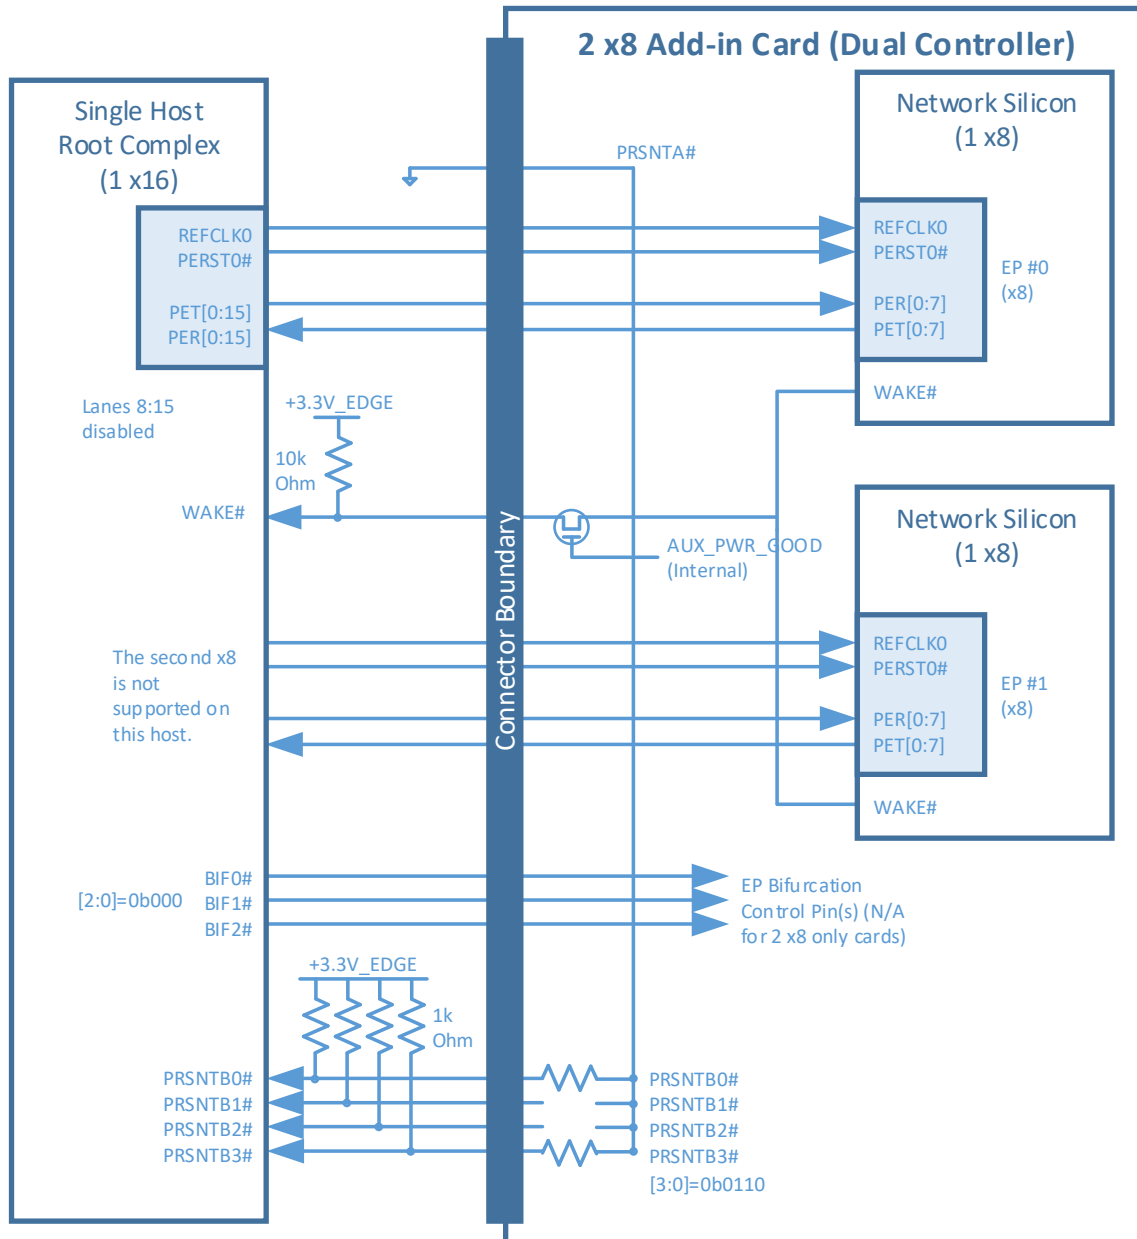 2 x8 Add-in Card (Dual Controller)
Single Host
Root Complex
(1 x16)
REFCLK0
PERST0#
PET[0:15]
PER[0:15]
Lanes 8:15
disabled
+3.3V_EDGE
10k
Ohm
WAKE#
The second x8
is not
supported on
this host.
[2:0]=0b000
BIF0#
BIF1#
BIF2#
+3.3V_EDGE
1k
Ohm
PRSNTB0#
PRSNTB1#
PRSNTB2#
PRSNTB3#
Connector Boundary
PRSNTA#
Network Silicon
(1 x8)
REFCLK0
PERST0#
PER[0:7]
PET[0:7]
EP #0
(x8)
WAKE#
AUX_PWR_GOOD
(Internal)
Network Silicon
(1 x8)
REFCLK0
PERST0#
PER[0:7]
PET[0:7]
EP #1
(x8)
WAKE#
EP Bifurcation
Control Pin(s) (N/A
for 2 x8 only cards)
PRSNTB0#
PRSNTB1#
PRSNTB2#
PRSNTB3#
[3:0]=0b0110